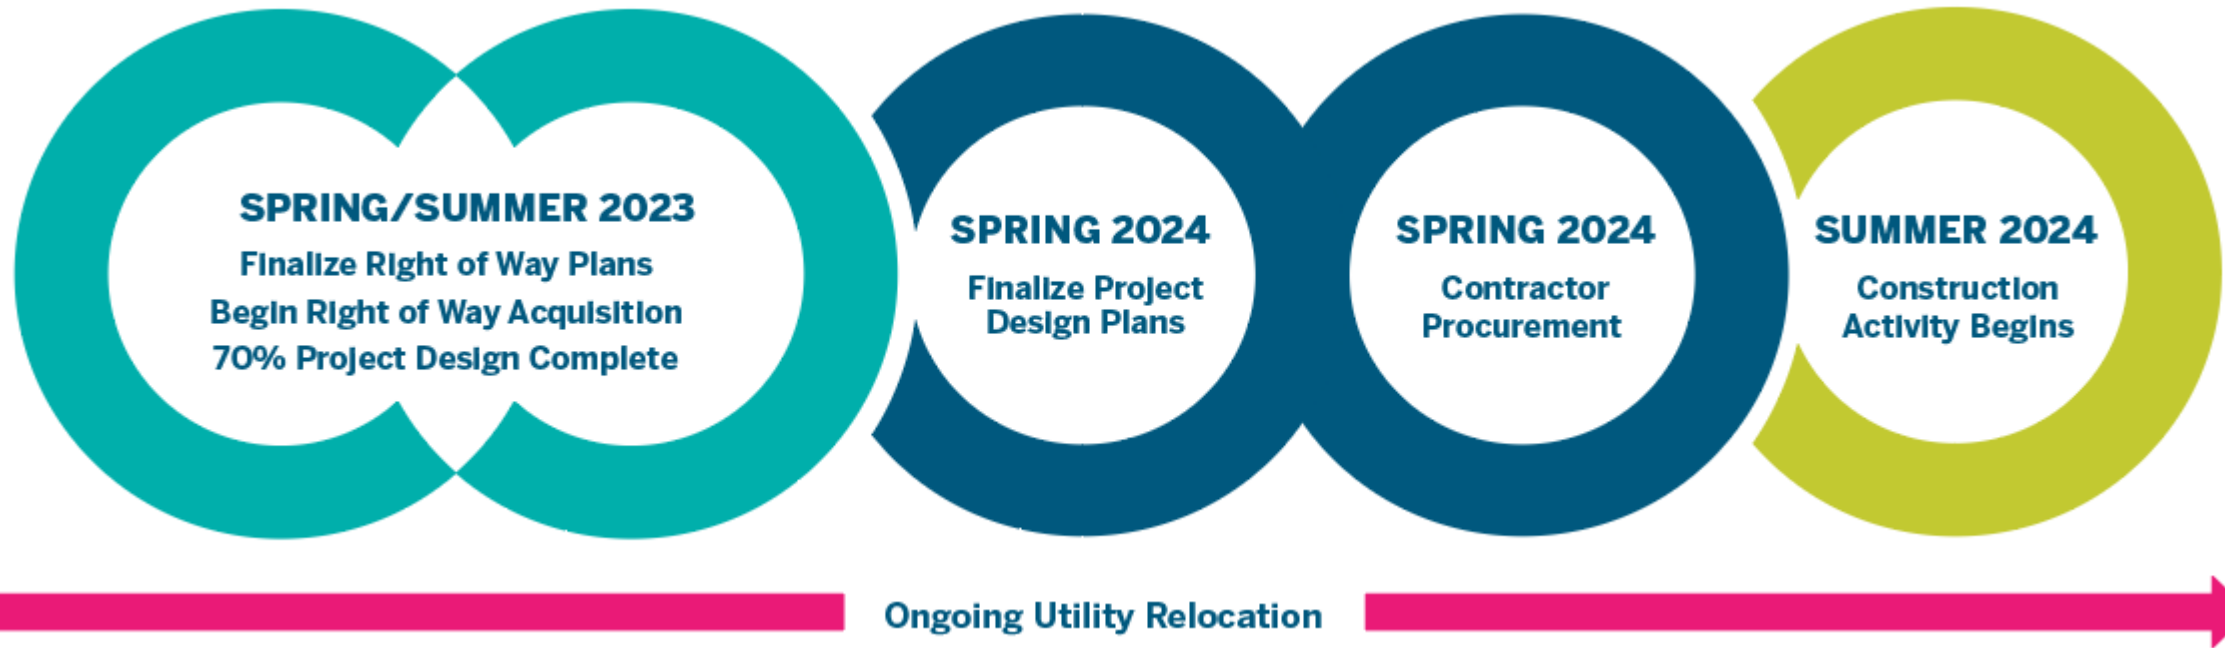 SPRING/SUMMER 2023
Finalize Right of Way Plans
Begin Right of Way Acquisition
70% Project Design Complete
SPRING 2024
Finalize Project
Design Plans
SPRING 2024
Contractor
Procurement
SUMMER 2024
Construction
Activity Begins
Ongoing Utility Relocation